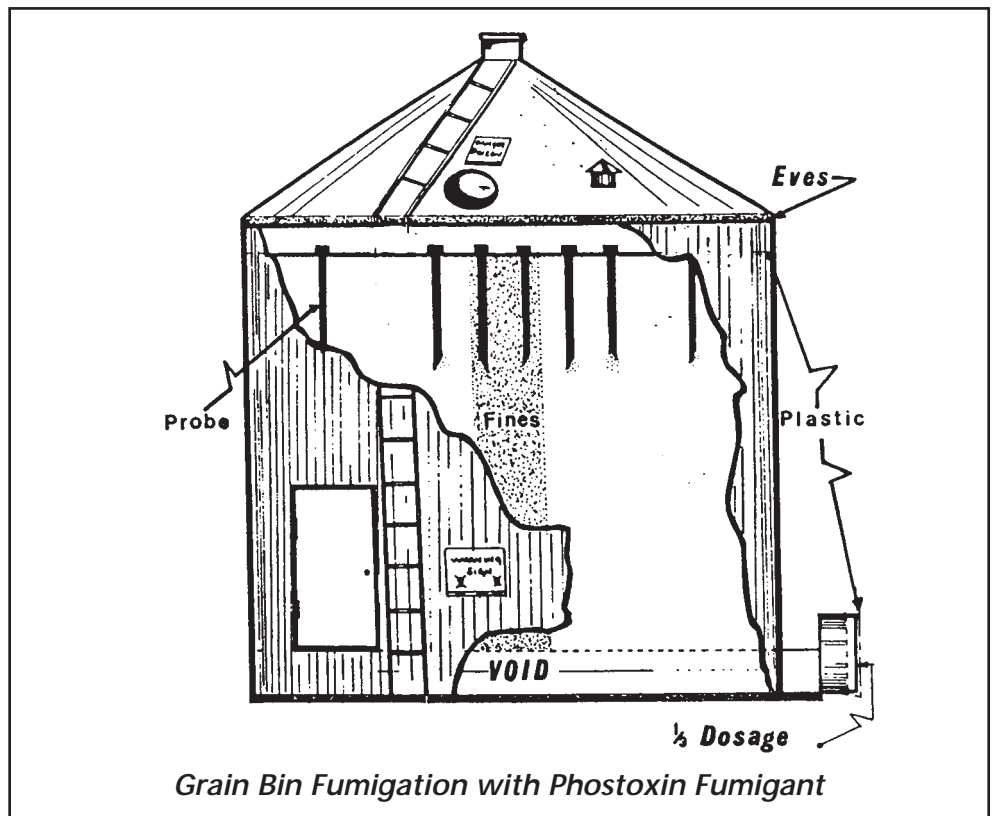 Eves
Probe
Fines
Plastic
VOID
⅓ Dosage
Grain Bin Fumigation with Phostoxin Fumigant